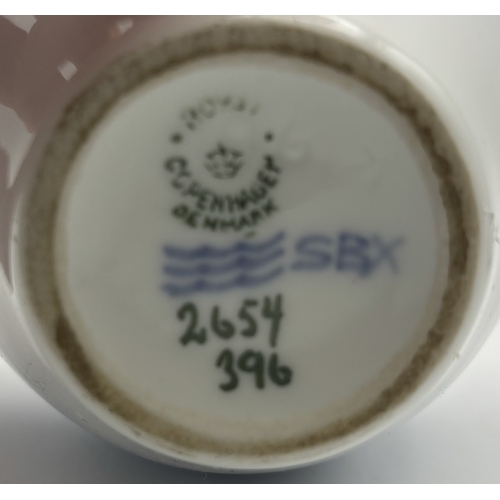 ROYAL
COPENHAGEN
DENMARK
SBX
2654
396